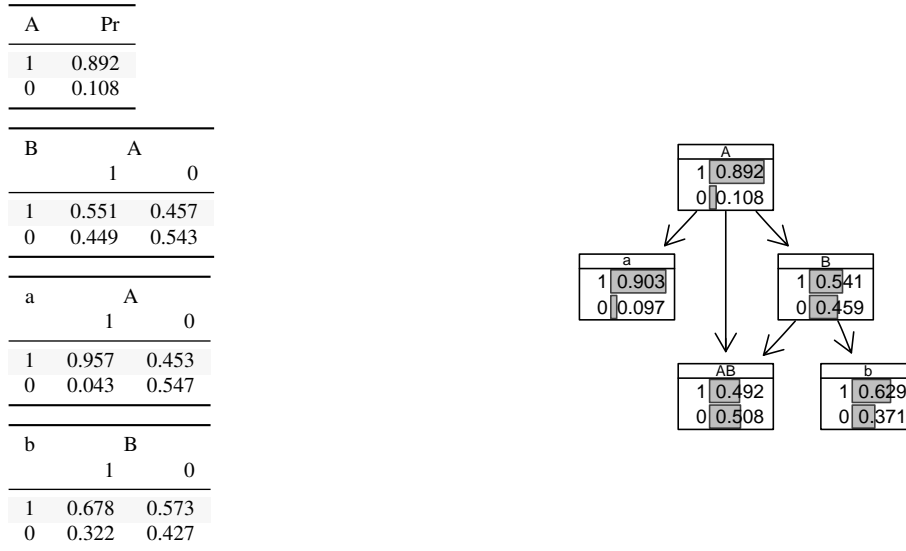 A Pr
1 0.892
0 0.108
B A
1 0
1 0.551 0.457
0 0.449 0.543
a A
1 0
1 0.957 0.453
0 0.043 0.547
b B
1 0
1 0.678 0.573
0 0.322 0.427
A
1 0.892
0 0.108
a
1 0.903
0 0.097
B
1 0.541
0 0.459
AB
1 0.492
0 0.508
b
1 0.629
0 0.371